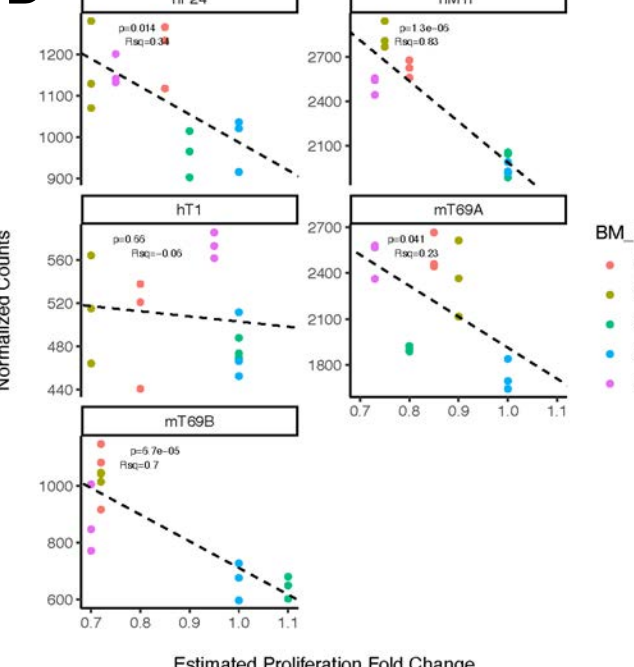 D
hF24
p=0.014
Rsq=0.34
1200
1100
1000
900
p=1.3e-06
Rsq=0.83
2700
2400
2100
hT1
p=0.66
Rsq=-0.06
560
520
480
440
mT69A
p=0.041
Rsq=0.23
2700
2400
2100
1800
0.7 0.8 0.9 1.0 1.1
mT69B
p=6.7e-05
Rsq=0.7
1000
800
600
0.7 0.8 0.9 1.0 1.1
Normalized Counts
Estimated Proliferation Fold Change
BM_